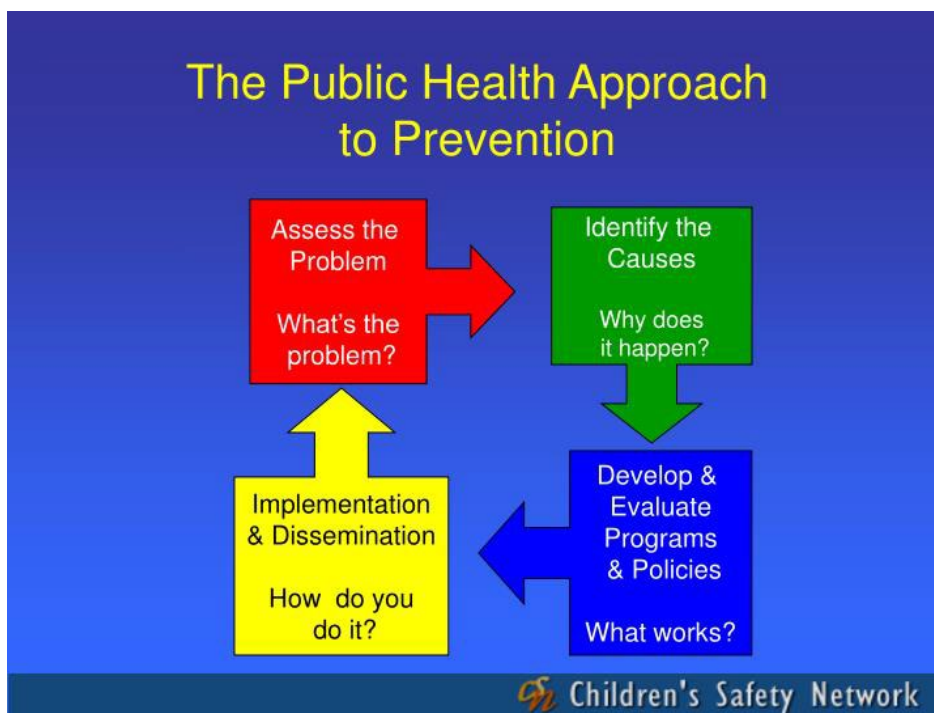 The Public Health Approach
to Prevention
Assess the
Problem
What's the
problem?
Identify the
Causes
Why does
it happen?
Develop &
Evaluate
Programs
& Policies
What works?
Implementation
& Dissemination
How do you
do it?
CSN Children's Safety Network